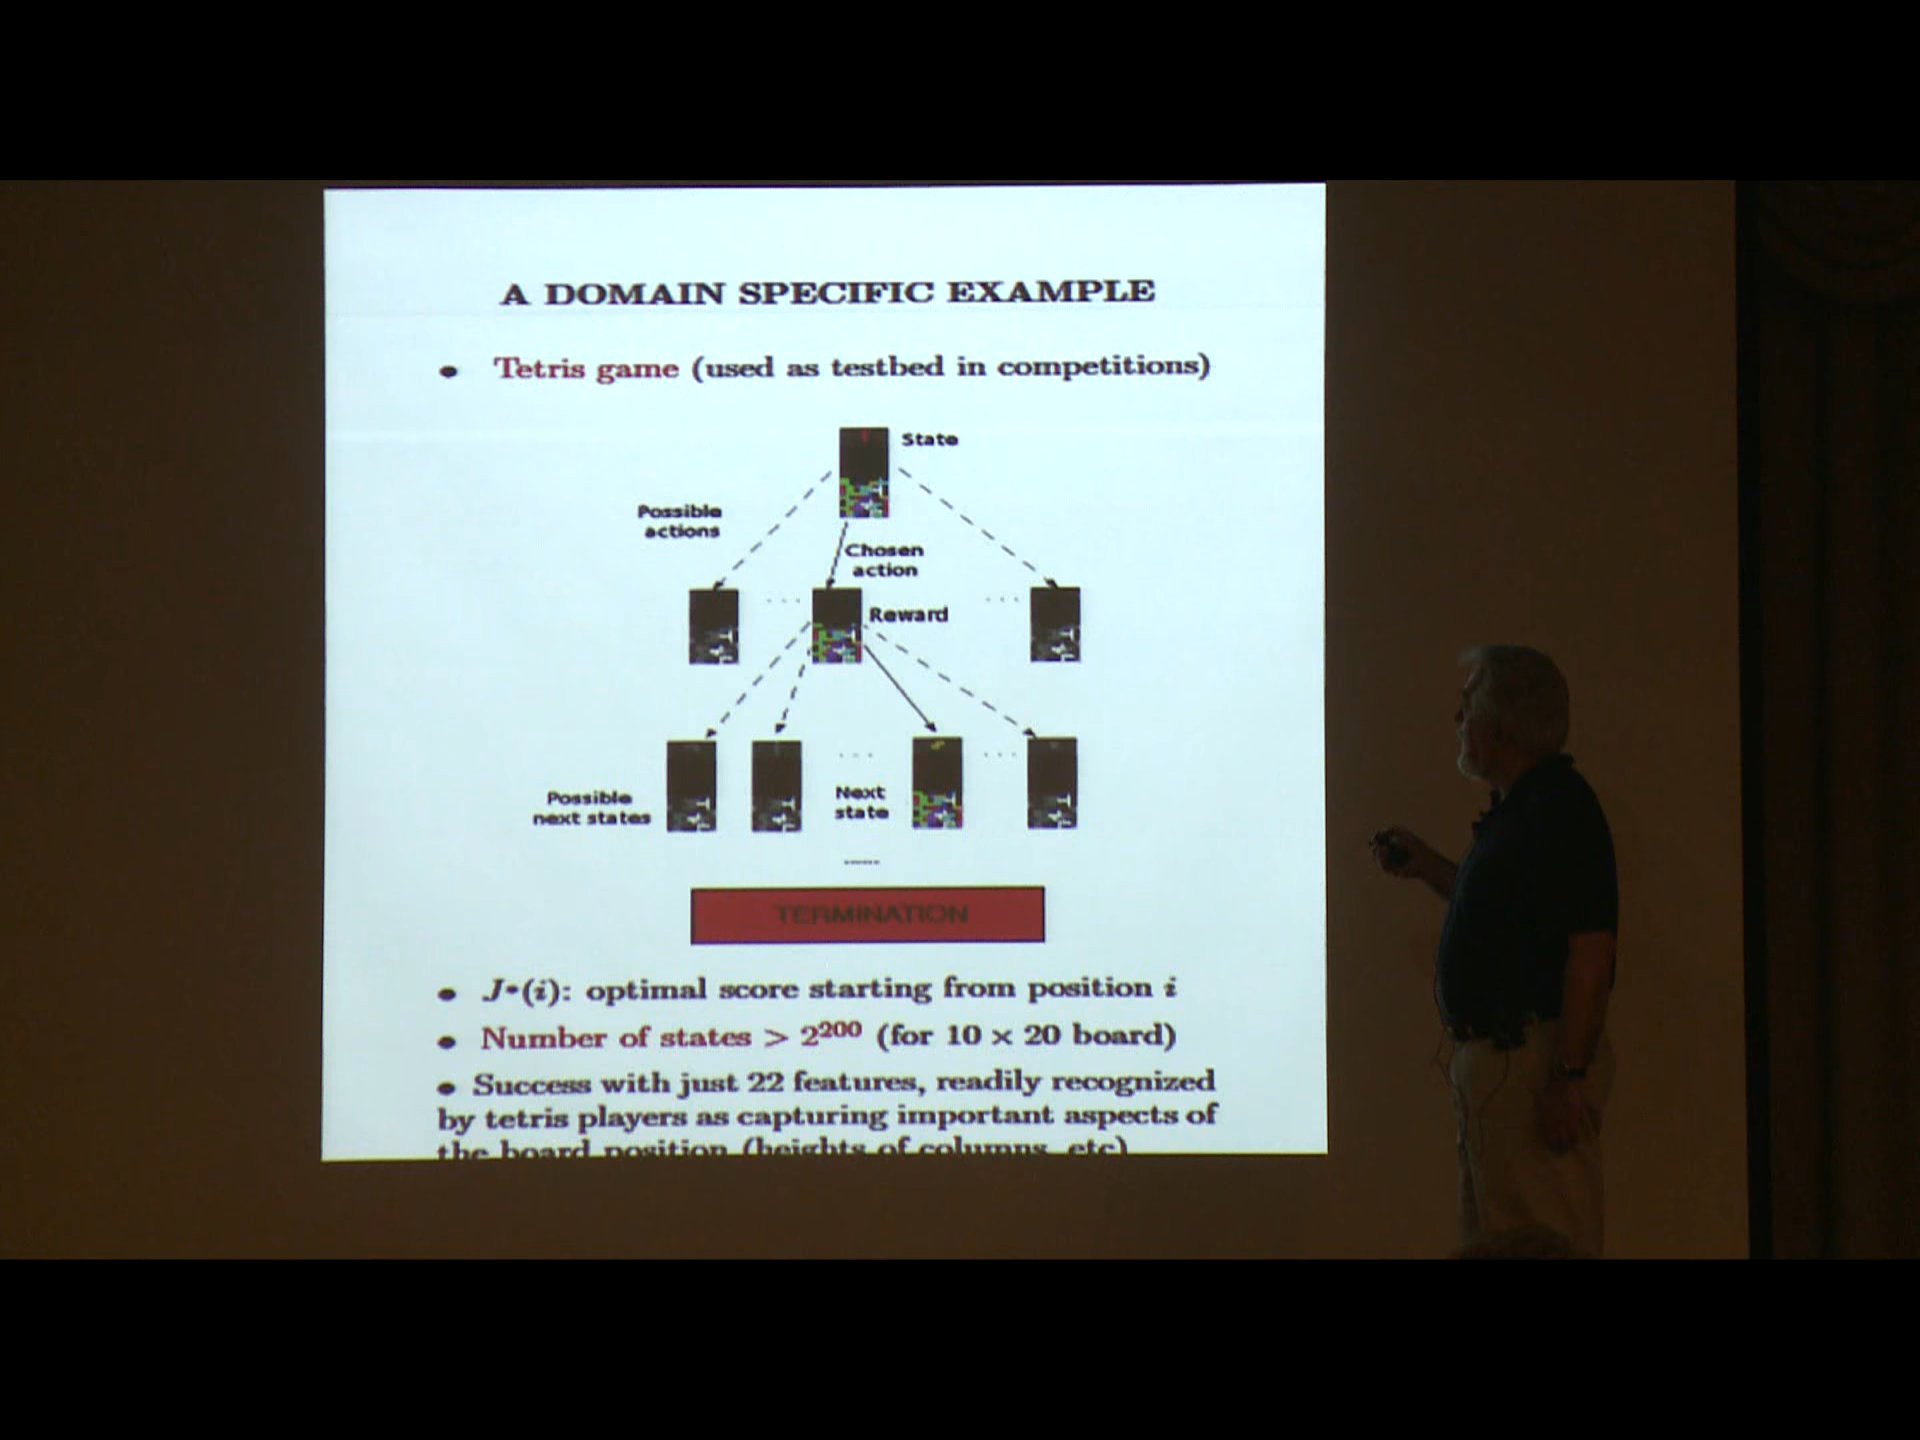 A DOMAIN SPECIFIC EXAMPLE
• Tetris game (used as testbed in competitions)
State
Possible
actions
Chosen
action
. . .
. . .
Reward
. . .
. . .
Possible
next states
Next
state
......
TERMINATION
• J*(i): optimal score starting from position i
• Number of states > 2²⁰⁰ (for 10 × 20 board)
• Success with just 22 features, readily recognized
by tetris players as capturing important aspects of
the board position (heights of columns, etc)